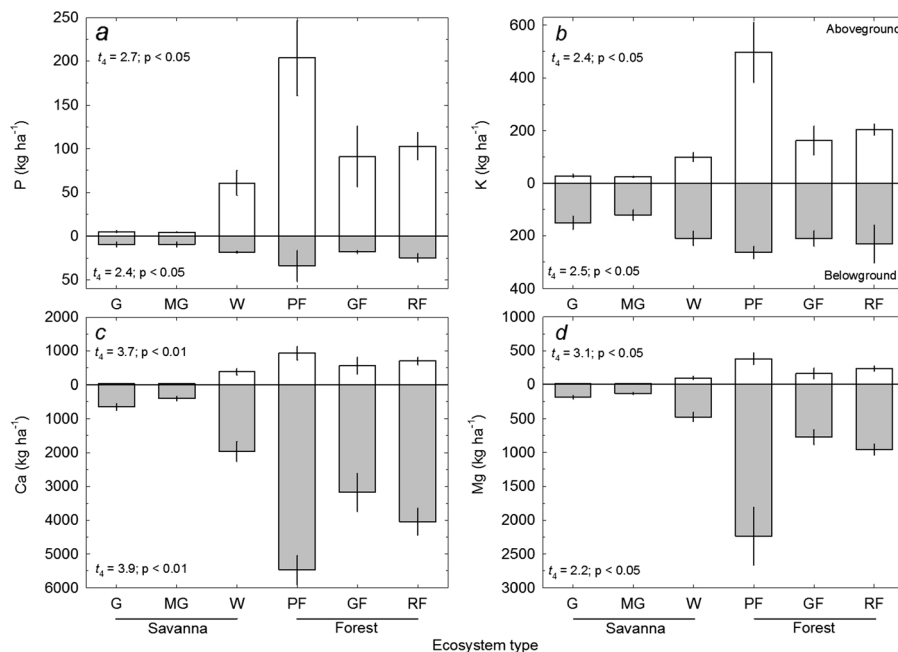 a
t4 = 2.7; p < 0.05
P (kg ha-1)
250
200
150
100
50
0
50
t4 = 2.4; p < 0.05
G MG W PF GF RF
b
Aboveground
t4 = 2.4; p < 0.05
K (kg ha-1)
600
400
200
0
200
400
t4 = 2.5; p < 0.05
Belowground
G MG W PF GF RF
c
t4 = 3.7; p < 0.01
Ca (kg ha-1)
2000
1000
0
1000
2000
3000
4000
5000
6000
t4 = 3.9; p < 0.01
G MG W PF GF RF
Savanna Forest
d
t4 = 3.1; p < 0.05
Mg (kg ha-1)
1000
500
0
500
1000
1500
2000
2500
3000
t4 = 2.2; p < 0.05
G MG W PF GF RF
Savanna Forest
Ecosystem type